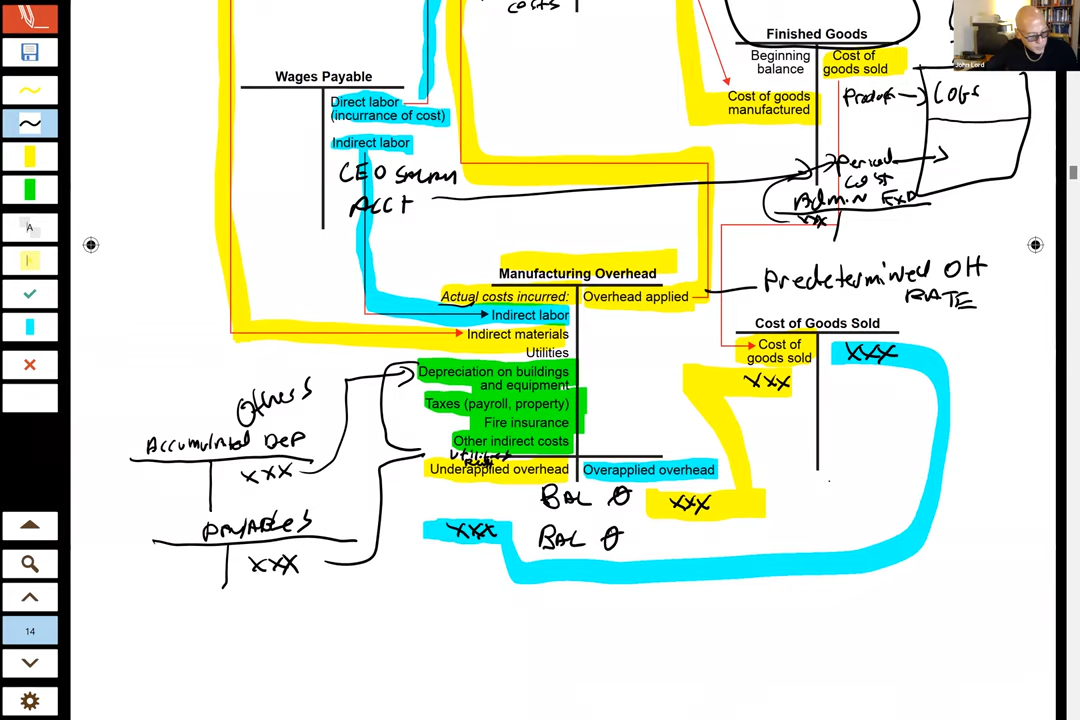 costs
Finished Goods
Beginning
balance
Cost of
goods sold
John Lord
Wages Payable
Direct labor
(incurrance of cost)
Cost of goods
manufactured
COGS
Indirect labor
CEO
Period
Cost
ACCT
Admin Exp
XX
Manufacturing Overhead
Actual costs incurred:
Overhead applied
Predetermined OH
RATE
Indirect labor
Indirect materials
Utilities
Cost of Goods Sold
Cost of
goods sold
XXX
XXX
Depreciation on buildings
and equipment
Taxes (payroll, property)
Fire insurance
Other indirect costs
Others
Accumulated Dep
XXX
Utilities
Underapplied overhead
Overapplied overhead
BAL 0
XXX
XXX
BAL 0
PAYABLES
XXX
A
14